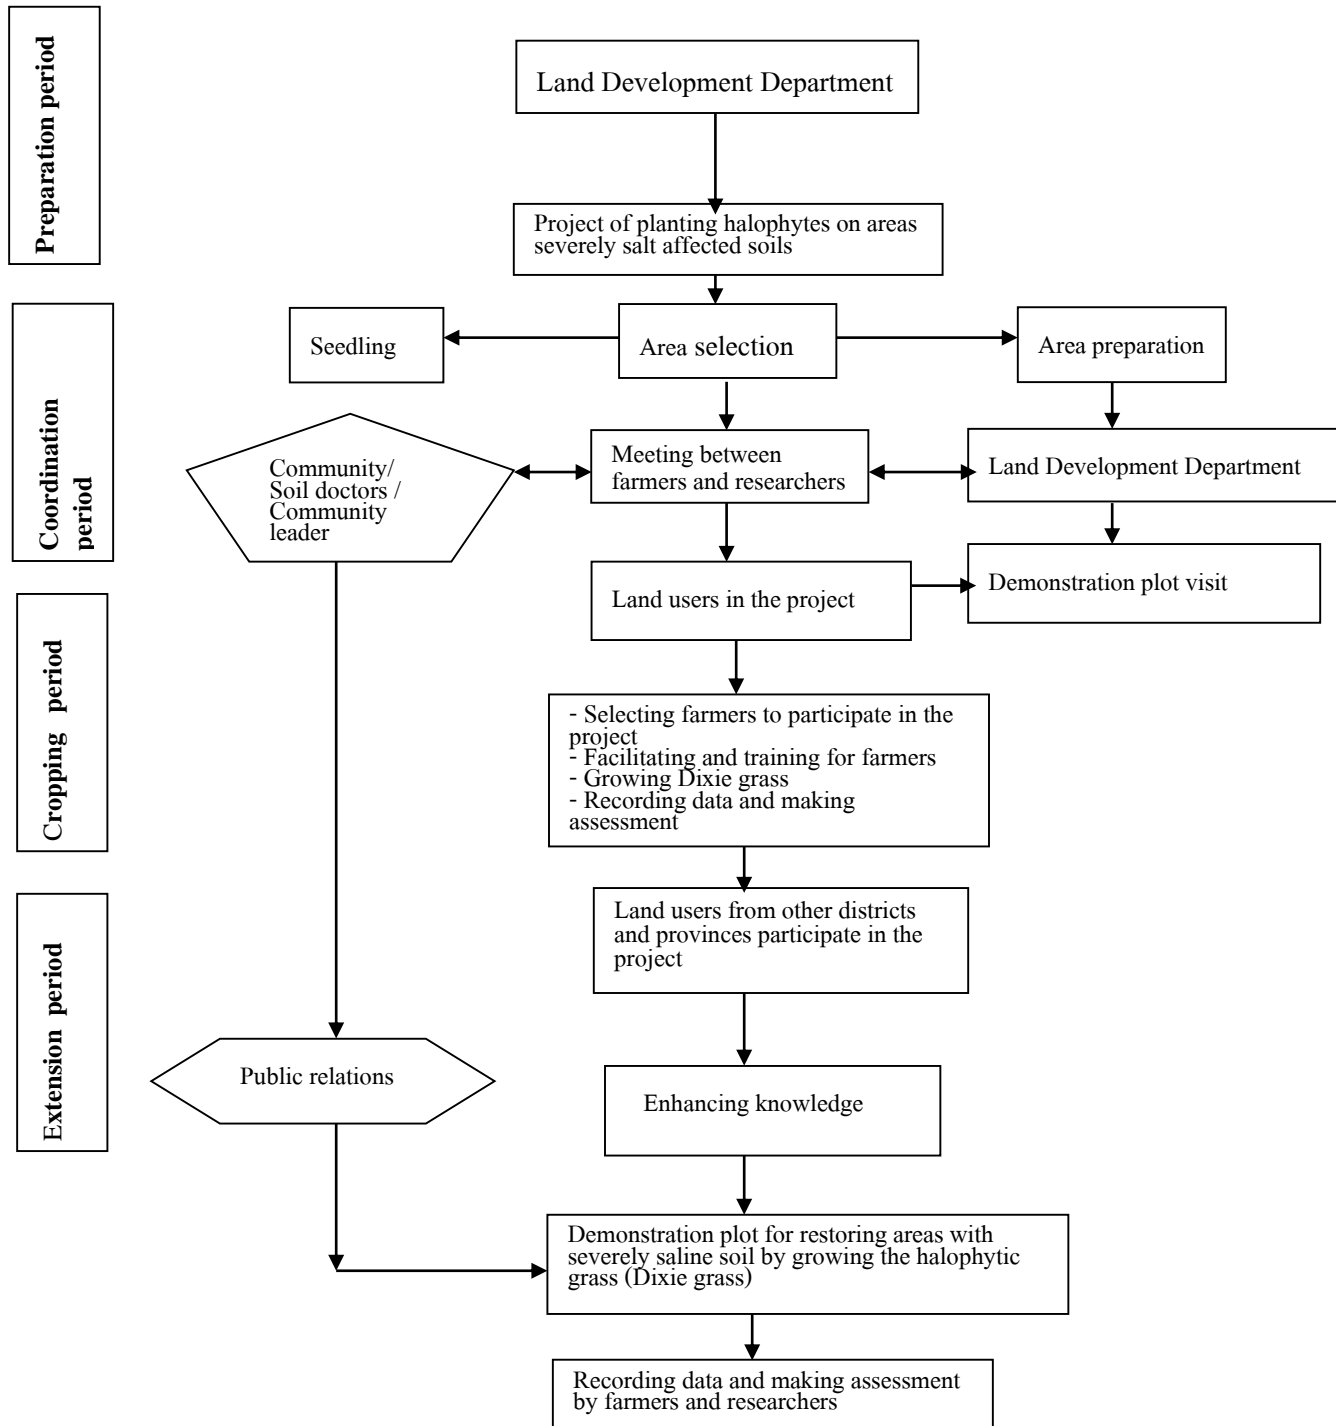 Preparation period
Land Development Department
Project of planting halophytes on areas
severely salt affected soils
Coordination
period
Seedling
Area selection
Area preparation
Community/
Soil doctors /
Community
leader
Meeting between
farmers and researchers
Land Development Department
Land users in the project
Demonstration plot visit
Cropping period
- Selecting farmers to participate in the
project
- Facilitating and training for farmers
- Growing Dixie grass
- Recording data and making
assessment
Extension period
Land users from other districts
and provinces participate in the
project
Public relations
Enhancing knowledge
Demonstration plot for restoring areas with
severely saline soil by growing the halophytic
grass (Dixie grass)
Recording data and making assessment
by farmers and researchers